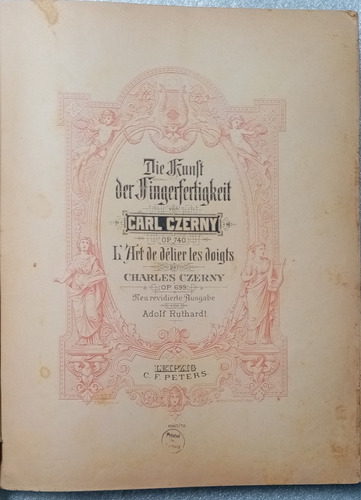 Die Kunst
der Fingerfertigkeit
von
CARL CZERNY
OP. 740.
L'Art de délier les doigts
par
CHARLES CZERNY
OP. 699.
Neu revidierte Ausgabe
von
Adolf Ruthardt.
LEIPZIG
C. F. PETERS.